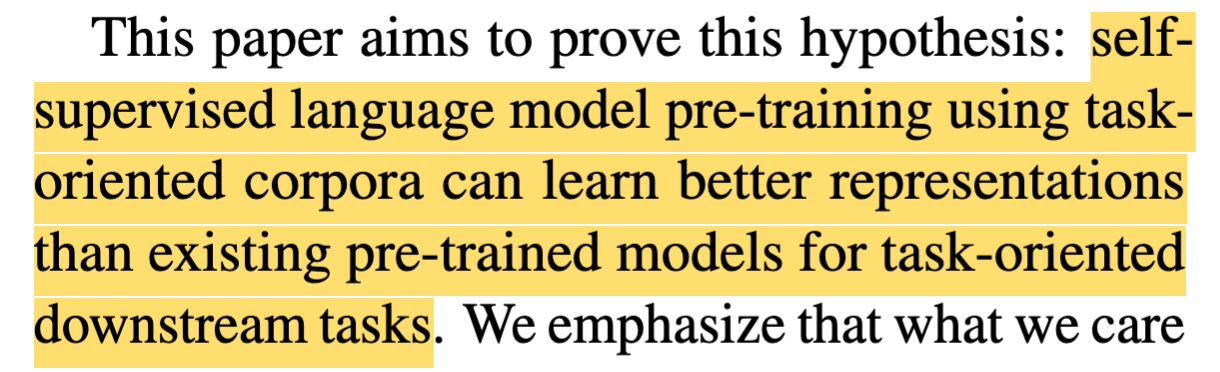 This paper aims to prove this hypothesis: self-
supervised language model pre-training using task-
oriented corpora can learn better representations
than existing pre-trained models for task-oriented
downstream tasks. We emphasize that what we care